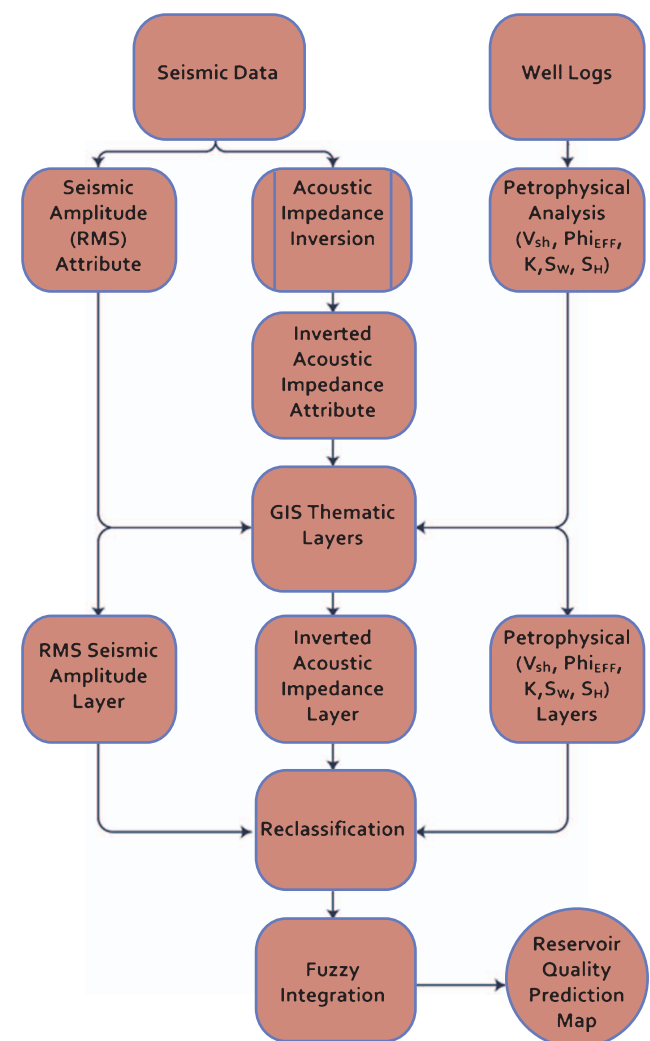 Seismic Data
Well Logs
Seismic
Amplitude
(RMS)
Attribute
Acoustic
Impedance
Inversion
Petrophysical
Analysis
(Vsh, PhiEFF,
K,SW, SH)
Inverted
Acoustic
Impedance
Attribute
GIS Thematic
Layers
RMS Seismic
Amplitude
Layer
Inverted
Acoustic
Impedance
Layer
Petrophysical
(Vsh, PhiEFF,
K,SW, SH)
Layers
Reclassification
Fuzzy
Integration
Reservoir
Quality
Prediction
Map